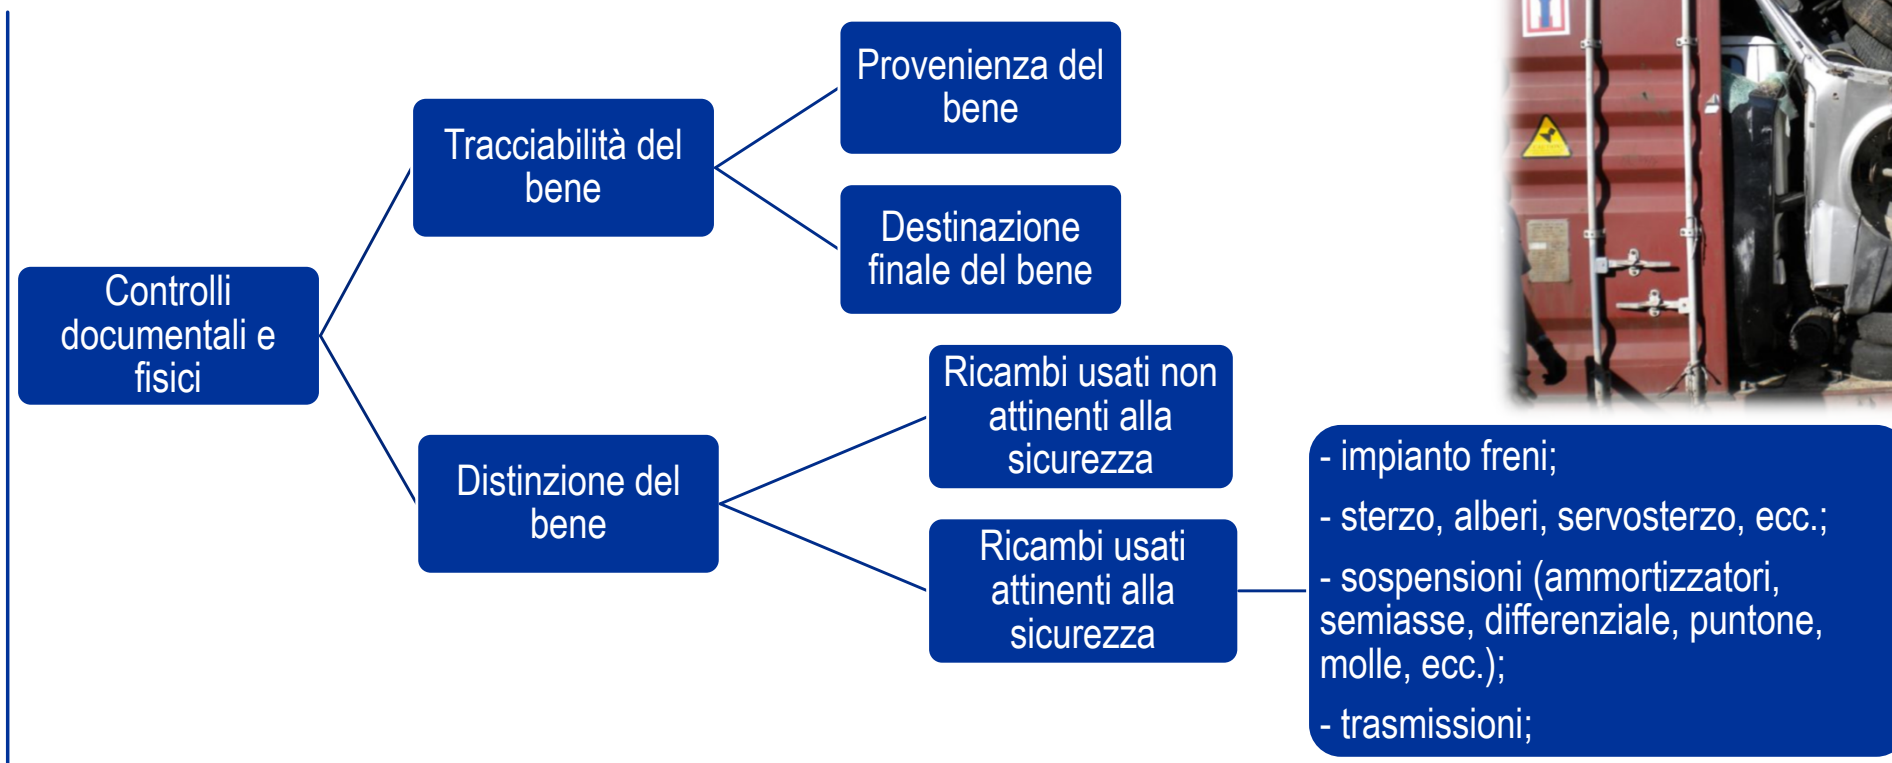 Provenienza del
bene
Tracciabilità del
bene
Destinazione
finale del bene
Controlli
documentali e
fisici
Ricambi usati non
attinenti alla
sicurezza
Distinzione del
bene
Ricambi usati
attinenti alla
sicurezza
- impianto freni;
- sterzo, alberi, servosterzo, ecc.;
- sospensioni (ammortizzatori,
semiasse, differenziale, puntone,
molle, ecc.);
- trasmissioni;